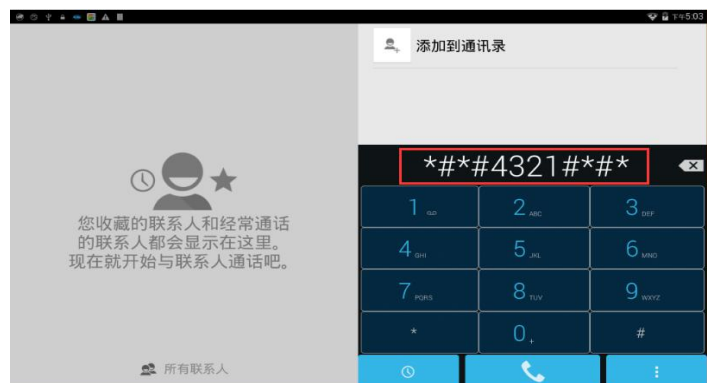 下午5:03
添加到通讯录
*#*#4321#*#*
您收藏的联系人和经常通话
的联系人都会显示在这里。
现在就开始与联系人通话吧。
所有联系人
1
2 ABC
3 DEF
4 GHI
5 JKL
6 MNO
7 PQRS
8 TUV
9 WXYZ
*
0 +
#